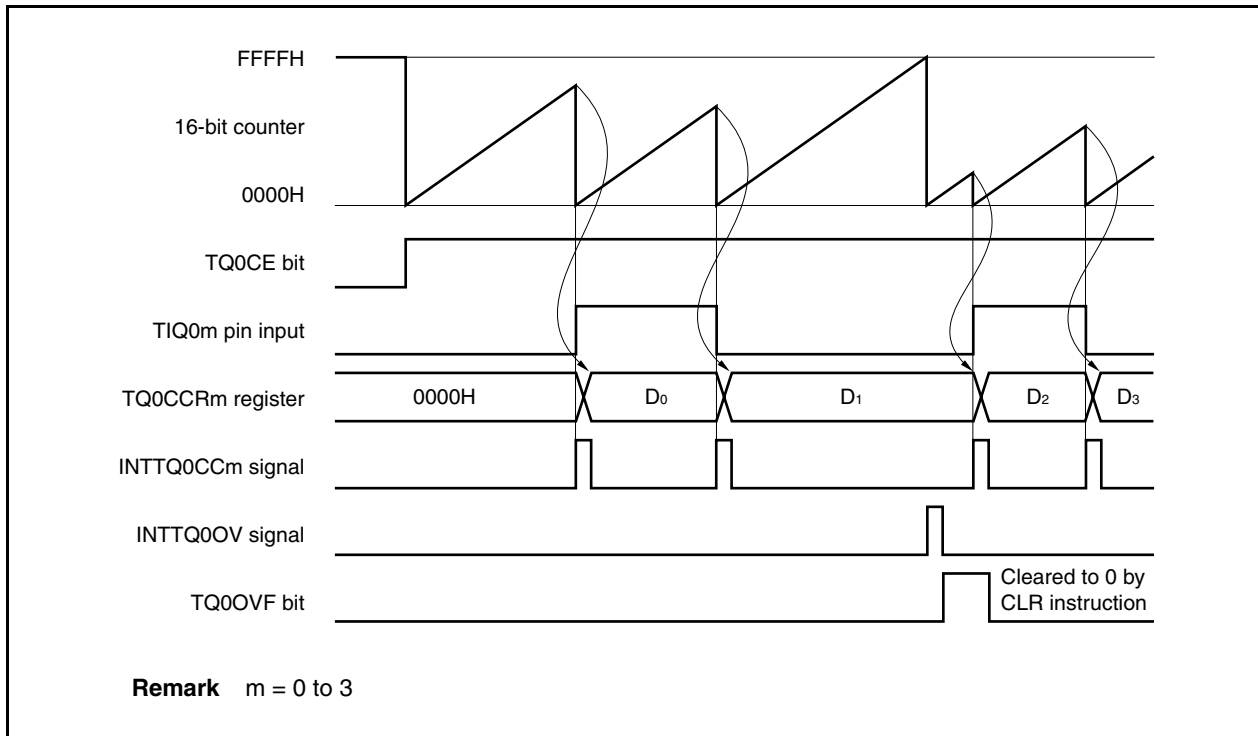 FFFFH
16-bit counter
0000H
TQ0CE bit
TIQ0m pin input
TQ0CCRm register
0000H D0 D1 D2 D3
INTTQ0CCm signal
INTTQ0OV signal
TQ0OVF bit
Cleared to 0 by
CLR instruction
Remark m = 0 to 3